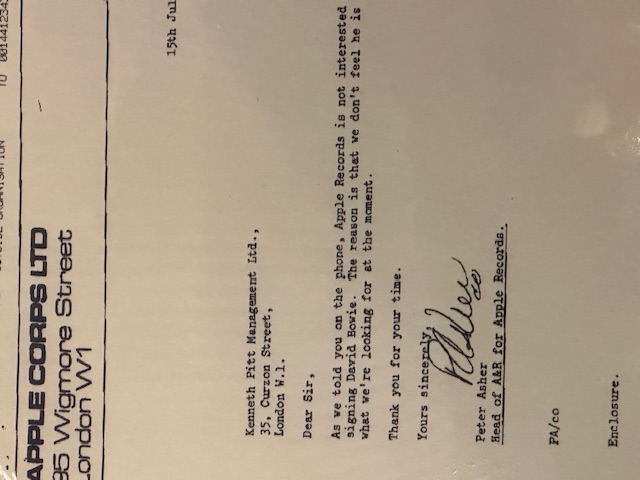 TO 001441234
APPLE CORPS LTD
95 Wigmore Street
London W1
15th Jul
Kenneth Pitt Management Ltd.,
35, Curzon Street,
London W.1.
Dear Sir,
As we told you on the phone, Apple Records is not interested
signing David Bowie. The reason is that we don't feel he is
what we're looking for at the moment.
Thank you for your time.
Yours sincerely,
Peter Asher
Head of A&R for Apple Records.
PA/co
Enclosure.